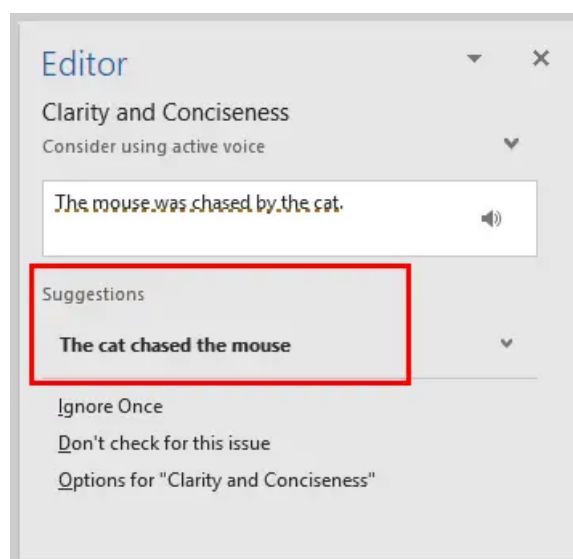 Editor
Clarity and Conciseness
Consider using active voice
The mouse was chased by the cat.
Suggestions
The cat chased the mouse
Ignore Once
Don't check for this issue
Options for "Clarity and Conciseness"